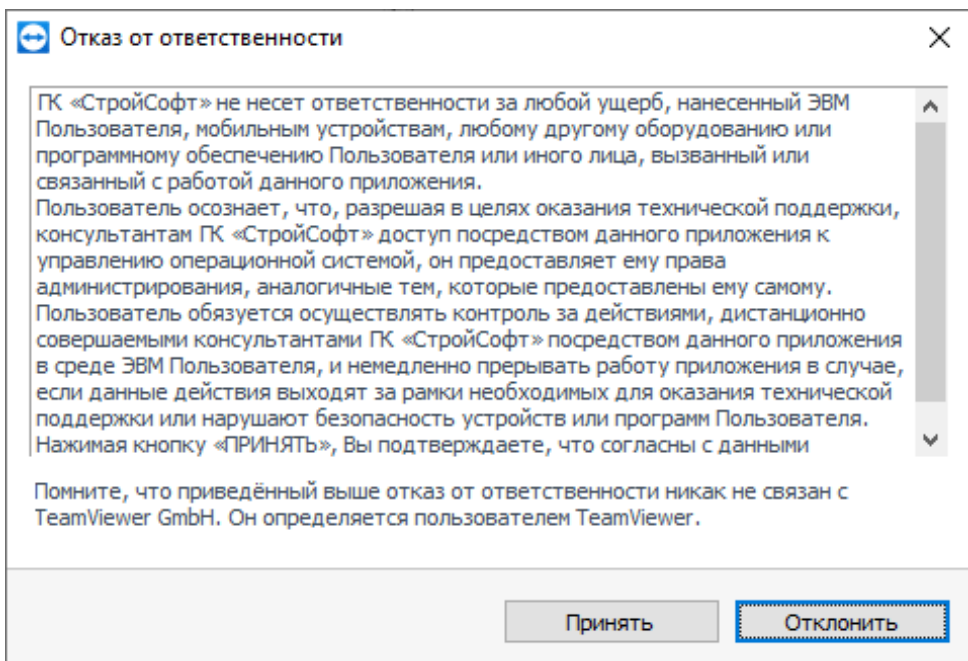 Отказ от ответственности
ГК «СтройСофт» не несет ответственности за любой ущерб, нанесенный ЭВМ
Пользователя, мобильным устройствам, любому другому оборудованию или
программному обеспечению Пользователя или иного лица, вызванный или
связанный с работой данного приложения.
Пользователь осознает, что, разрешая в целях оказания технической поддержки,
консультантам ГК «СтройСофт» доступ посредством данного приложения к
управлению операционной системой, он предоставляет ему права
администрирования, аналогичные тем, которые предоставлены ему самому.
Пользователь обязуется осуществлять контроль за действиями, дистанционно
совершаемыми консультантами ГК «СтройСофт» посредством данного приложения
в среде ЭВМ Пользователя, и немедленно прерывать работу приложения в случае,
если данные действия выходят за рамки необходимых для оказания технической
поддержки или нарушают безопасность устройств или программ Пользователя.
Нажимая кнопку «ПРИНЯТЬ», Вы подтверждаете, что согласны с данными
Помните, что приведённый выше отказ от ответственности никак не связан с
TeamViewer GmbH. Он определяется пользователем TeamViewer.
Принять
Отклонить